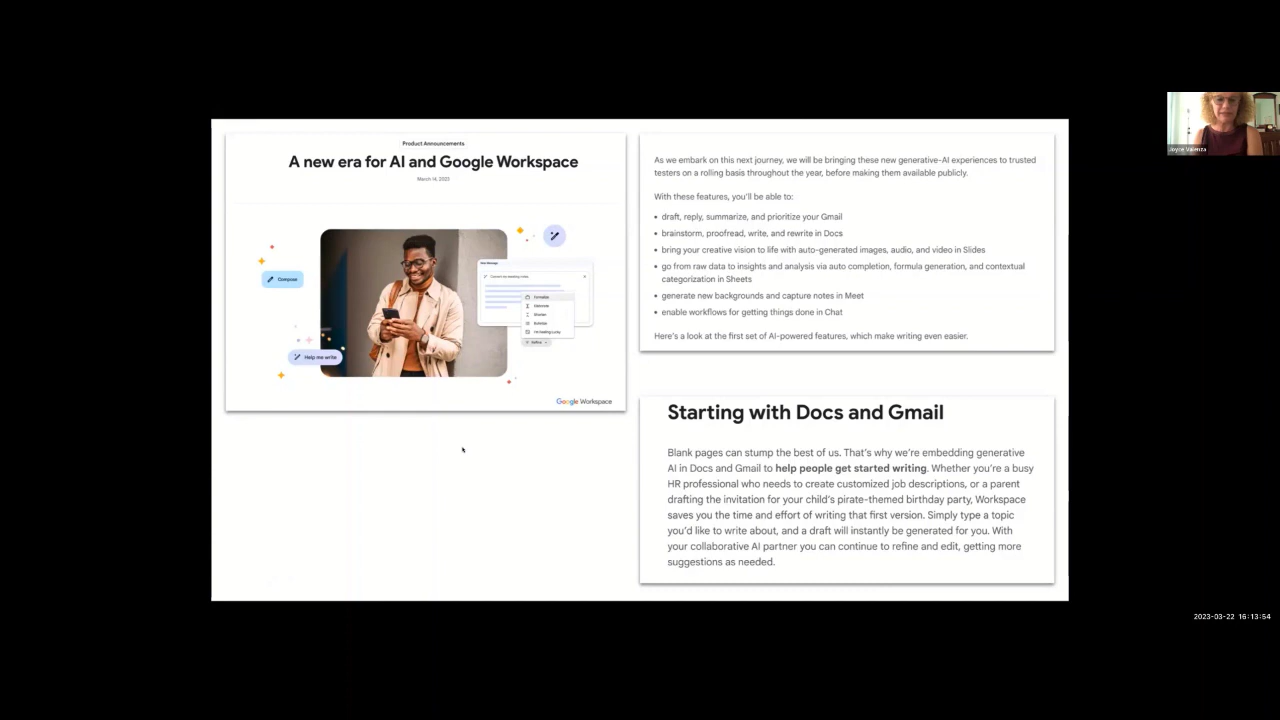 Product Announcements
A new era for AI and Google Workspace
March 14, 2023
Compose
Help me write
New Message
Formalize
Elaborate
Shorten
Bulletize
I'm feeling lucky
Refine
Google Workspace
As we embark on this next journey, we will be bringing these new generative-AI experiences to trusted
testers on a rolling basis throughout the year, before making them available publicly.
With these features, you'll be able to:
• draft, reply, summarize, and prioritize your Gmail
• brainstorm, proofread, write, and rewrite in Docs
• bring your creative vision to life with auto-generated images, audio, and video in Slides
• go from raw data to insights and analysis via auto completion, formula generation, and contextual
categorization in Sheets
• generate new backgrounds and capture notes in Meet
• enable workflows for getting things done in Chat
Here's a look at the first set of AI-powered features, which make writing even easier.
Starting with Docs and Gmail
Blank pages can stump the best of us. That's why we're embedding generative
AI in Docs and Gmail to help people get started writing. Whether you're a busy
HR professional who needs to create customized job descriptions, or a parent
drafting the invitation for your child's pirate-themed birthday party, Workspace
saves you the time and effort of writing that first version. Simply type a topic
you'd like to write about, and a draft will instantly be generated for you. With
your collaborative AI partner you can continue to refine and edit, getting more
suggestions as needed.
Joyce Valenza
2023-03-22 16:13:54